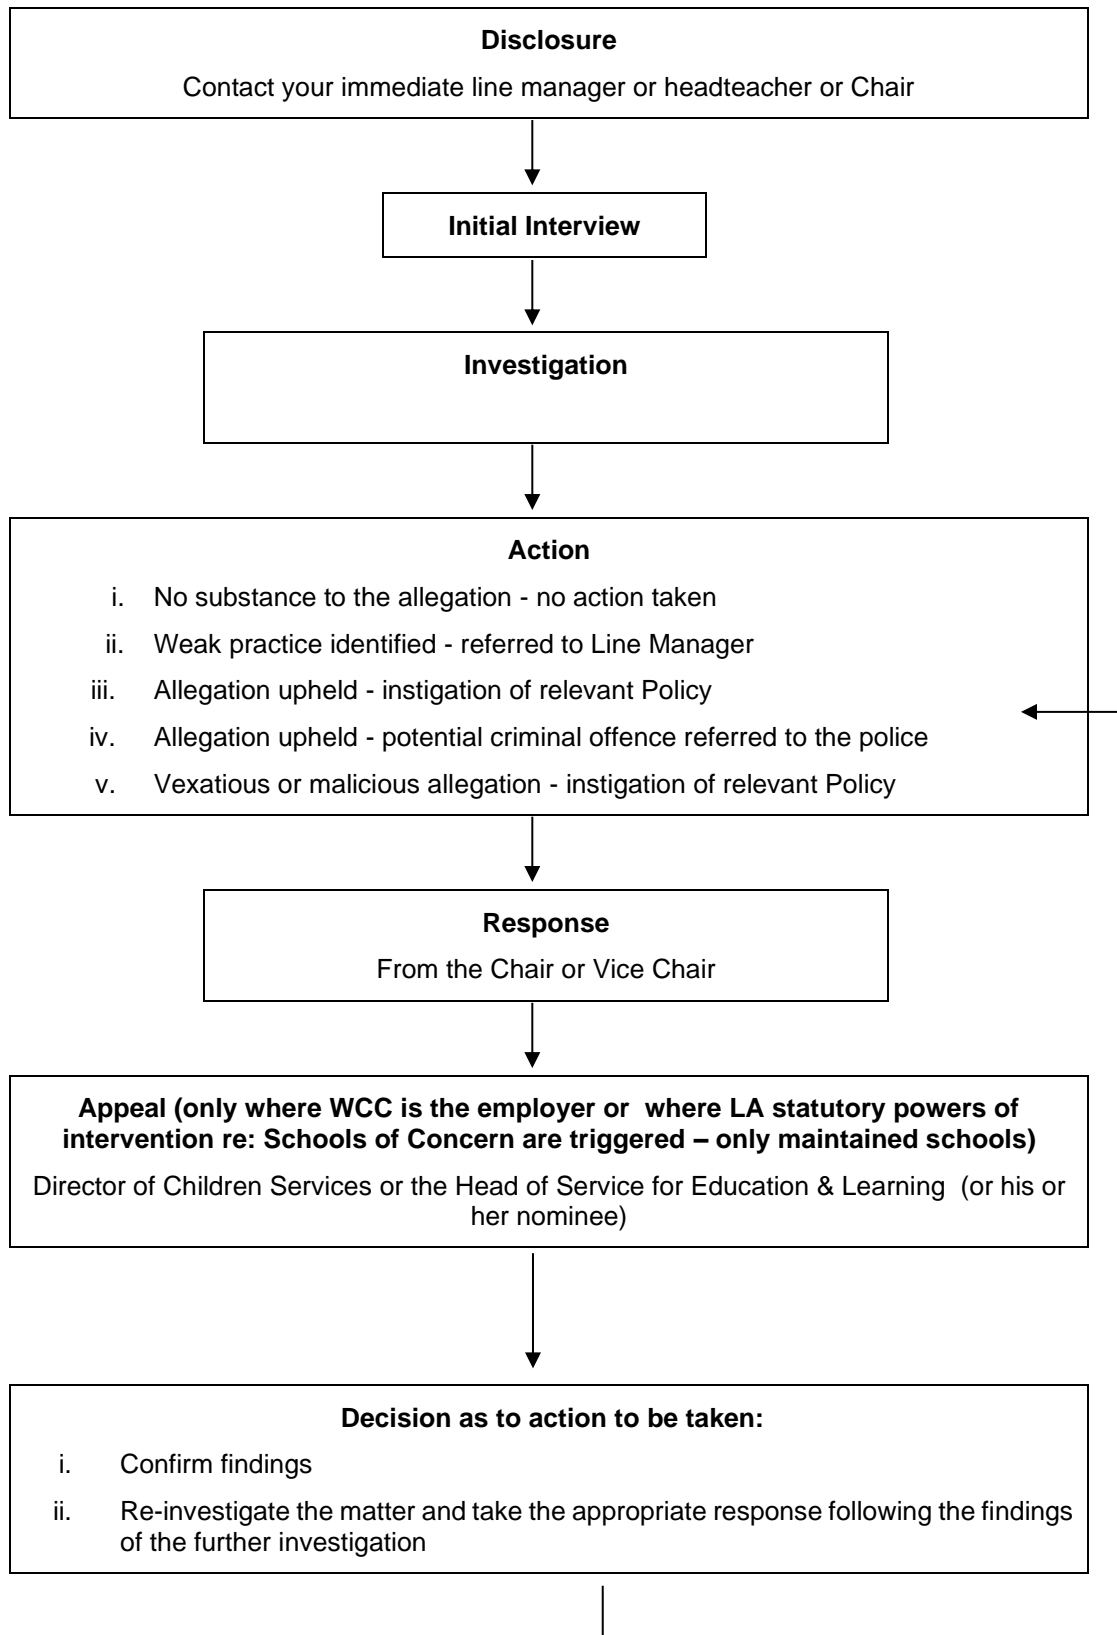 Disclosure
Contact your immediate line manager or headteacher or Chair
Initial Interview
Investigation
Action
i. No substance to the allegation - no action taken
ii. Weak practice identified - referred to Line Manager
iii. Allegation upheld - instigation of relevant Policy
iv. Allegation upheld - potential criminal offence referred to the police
v. Vexatious or malicious allegation - instigation of relevant Policy
Response
From the Chair or Vice Chair
Appeal (only where WCC is the employer or where LA statutory powers of
intervention re: Schools of Concern are triggered – only maintained schools)
Director of Children Services or the Head of Service for Education & Learning (or his or
her nominee)
Decision as to action to be taken:
i. Confirm findings
ii. Re-investigate the matter and take the appropriate response following the findings
of the further investigation